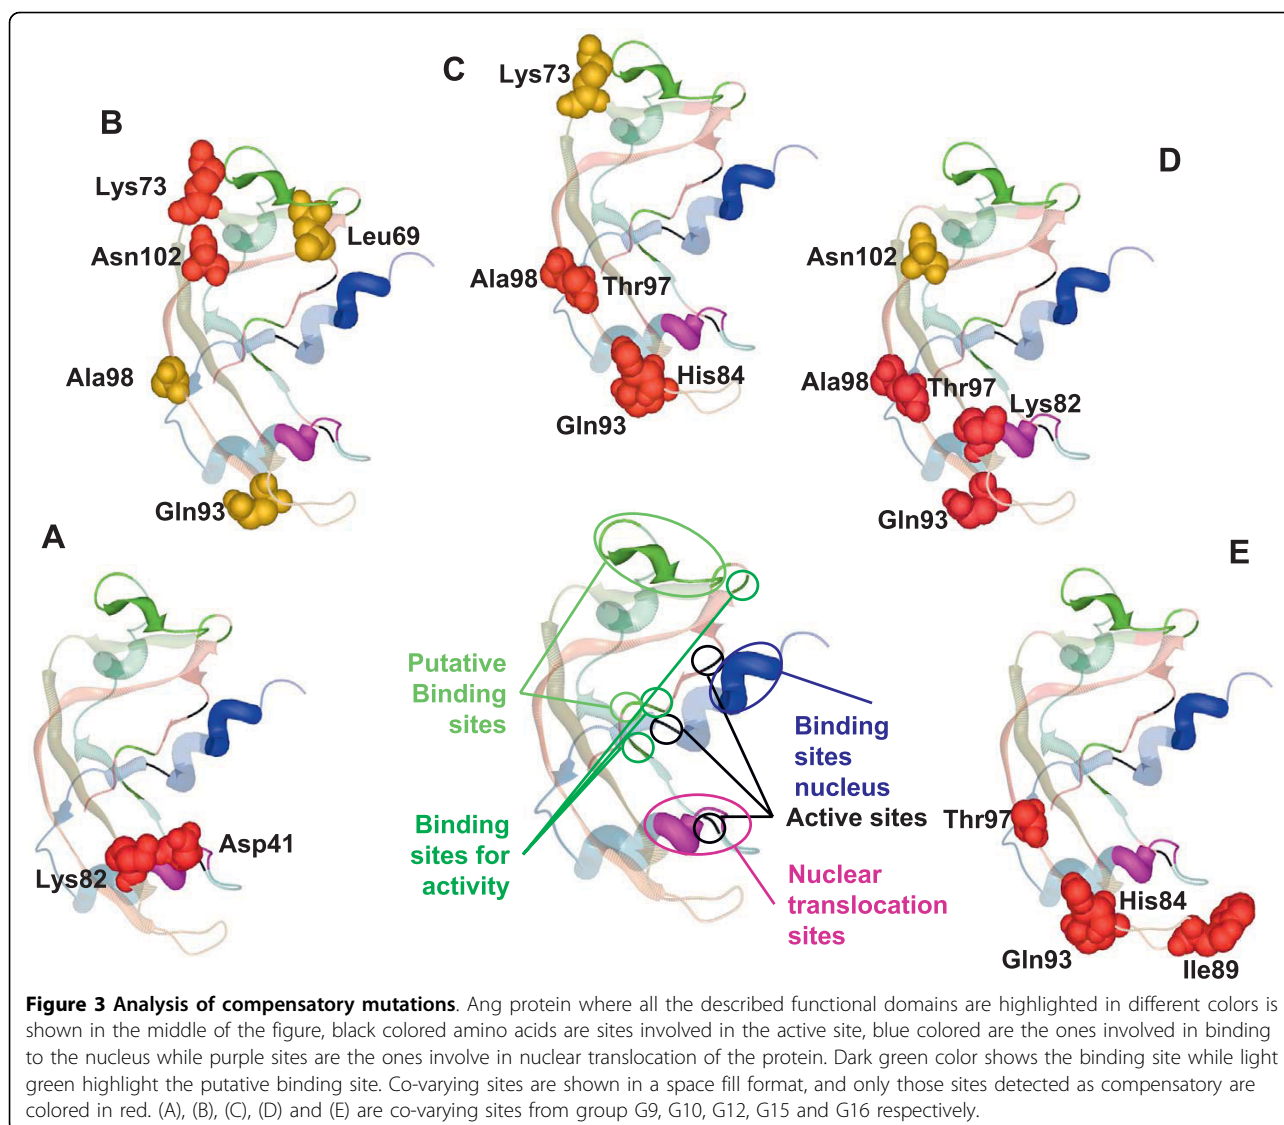 C
Lys73
B
D
Lys73
Asn102
Leu69
Ala98
Gln93
Ala98
Thr97
His84
Gln93
Asn102
Ala98
Thr97
Lys82
Gln93
A
E
Asp41
Lys82
Putative
Binding
sites
Binding
sites for
activity
Binding
sites
nucleus
Active sites
Nuclear
translocation
sites
Thr97
His84
Gln93
Ile89
Figure 3 Analysis of compensatory mutations. Ang protein where all the described functional domains are highlighted in different colors is
shown in the middle of the figure, black colored amino acids are sites involved in the active site, blue colored are the ones involved in binding
to the nucleus while purple sites are the ones involve in nuclear translocation of the protein. Dark green color shows the binding site while light
green highlight the putative binding site. Co-varying sites are shown in a space fill format, and only those sites detected as compensatory are
colored in red. (A), (B), (C), (D) and (E) are co-varying sites from group G9, G10, G12, G15 and G16 respectively.